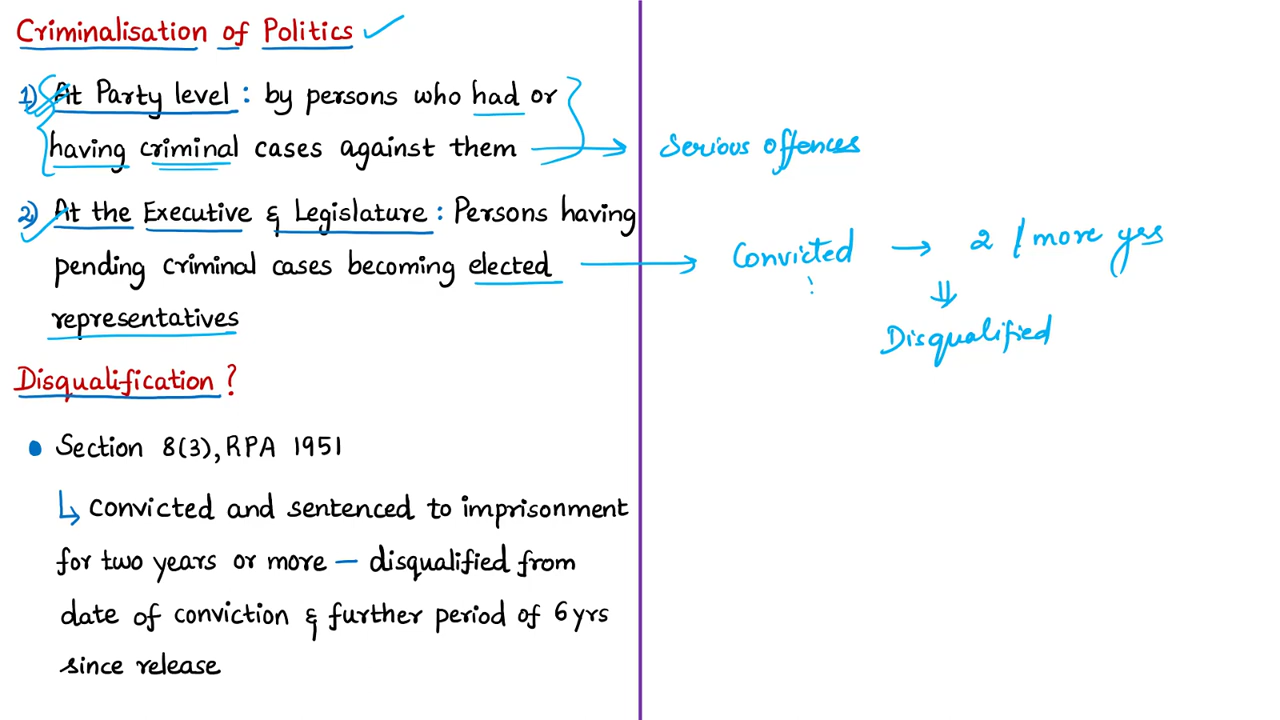 Criminalisation of Politics
1) At Party level : by persons who had or
having criminal cases against them
2) At the Executive & Legislature : Persons having
pending criminal cases becoming elected
representatives
Disqualification ?
Section 8(3), RPA 1951
convicted and sentenced to imprisonment
for two years or more — disqualified from
date of conviction & further period of 6 yrs
since release
Serious offences
Convicted → 2 / more yrs
Disqualified